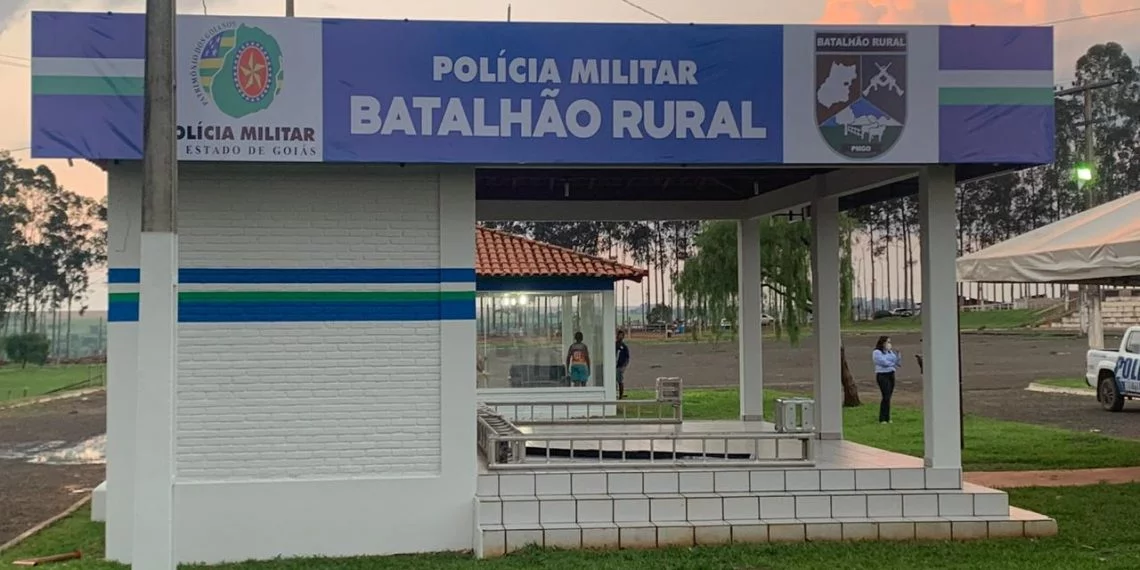 PATRIMÔNIO DOS GOIANOS
OLÍCIA MILITAR
ESTADO DE GOIÁS
POLÍCIA MILITAR
BATALHÃO RURAL
BATALHÃO RURAL
PMGO
POL